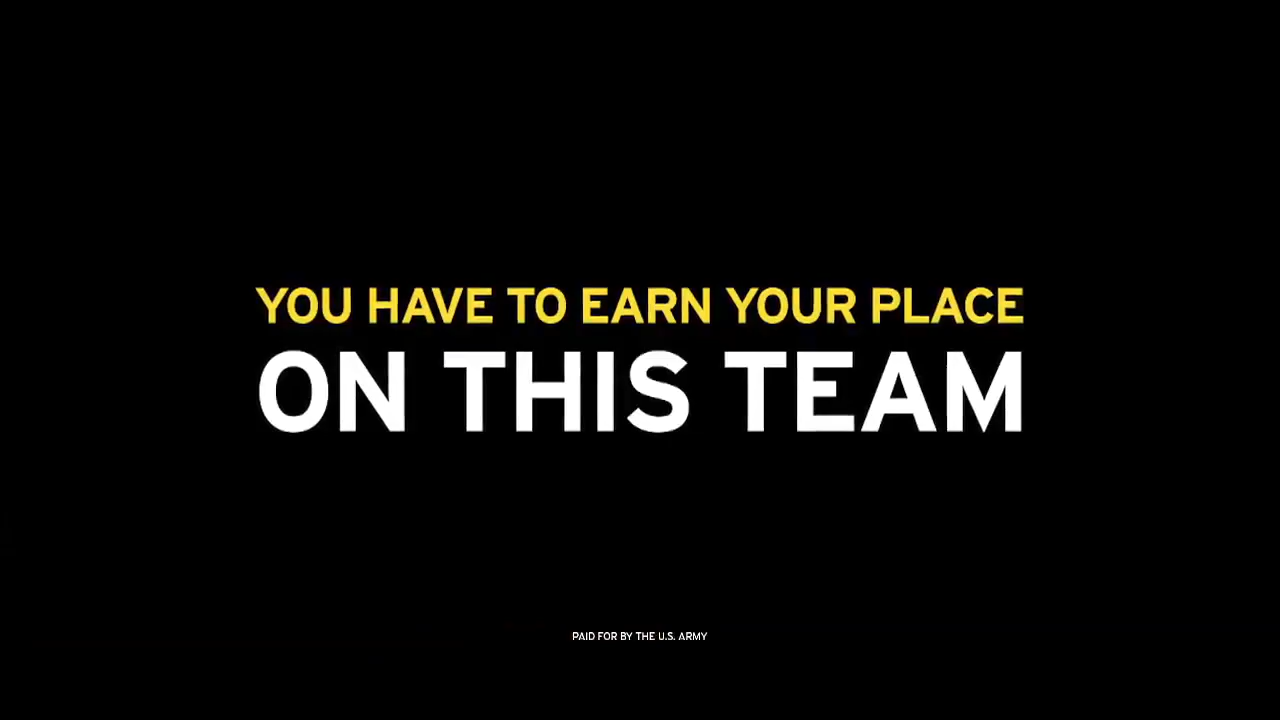 YOU HAVE TO EARN YOUR PLACE
ON THIS TEAM
PAID FOR BY THE U.S. ARMY